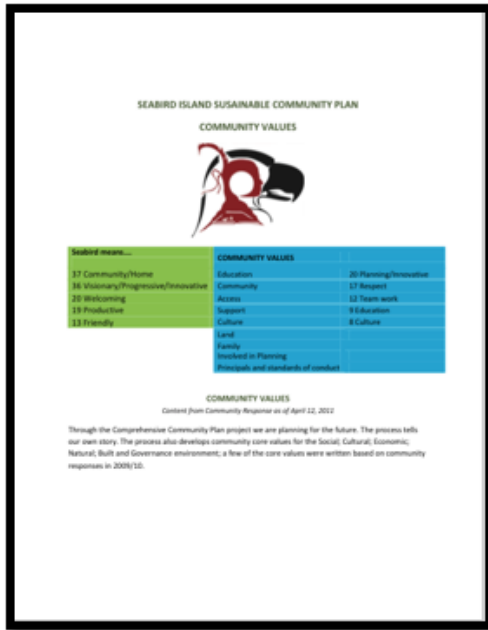 SEABIRD ISLAND SUSAINABLE COMMUNITY PLAN
COMMUNITY VALUES
Seabird means....
37 Community/Home
36 Visionary/Progressive/Innovative
20 Welcoming
19 Productive
13 Friendly
COMMUNITY VALUES
Education 20 Planning/Innovative
Community 17 Respect
Access 12 Team work
Support 9 Education
Culture 8 Culture
Land
Family
Involved in Planning
Principals and standards of conduct
COMMUNITY VALUES
Content from Community Response as of April 12, 2011
Through the Comprehensive Community Plan project we are planning for the future. The process tells
our own story. The process also develops community core values for the Social; Cultural; Economic;
Natural; Built and Governance environment; a few of the core values were written based on community
responses in 2009/10.